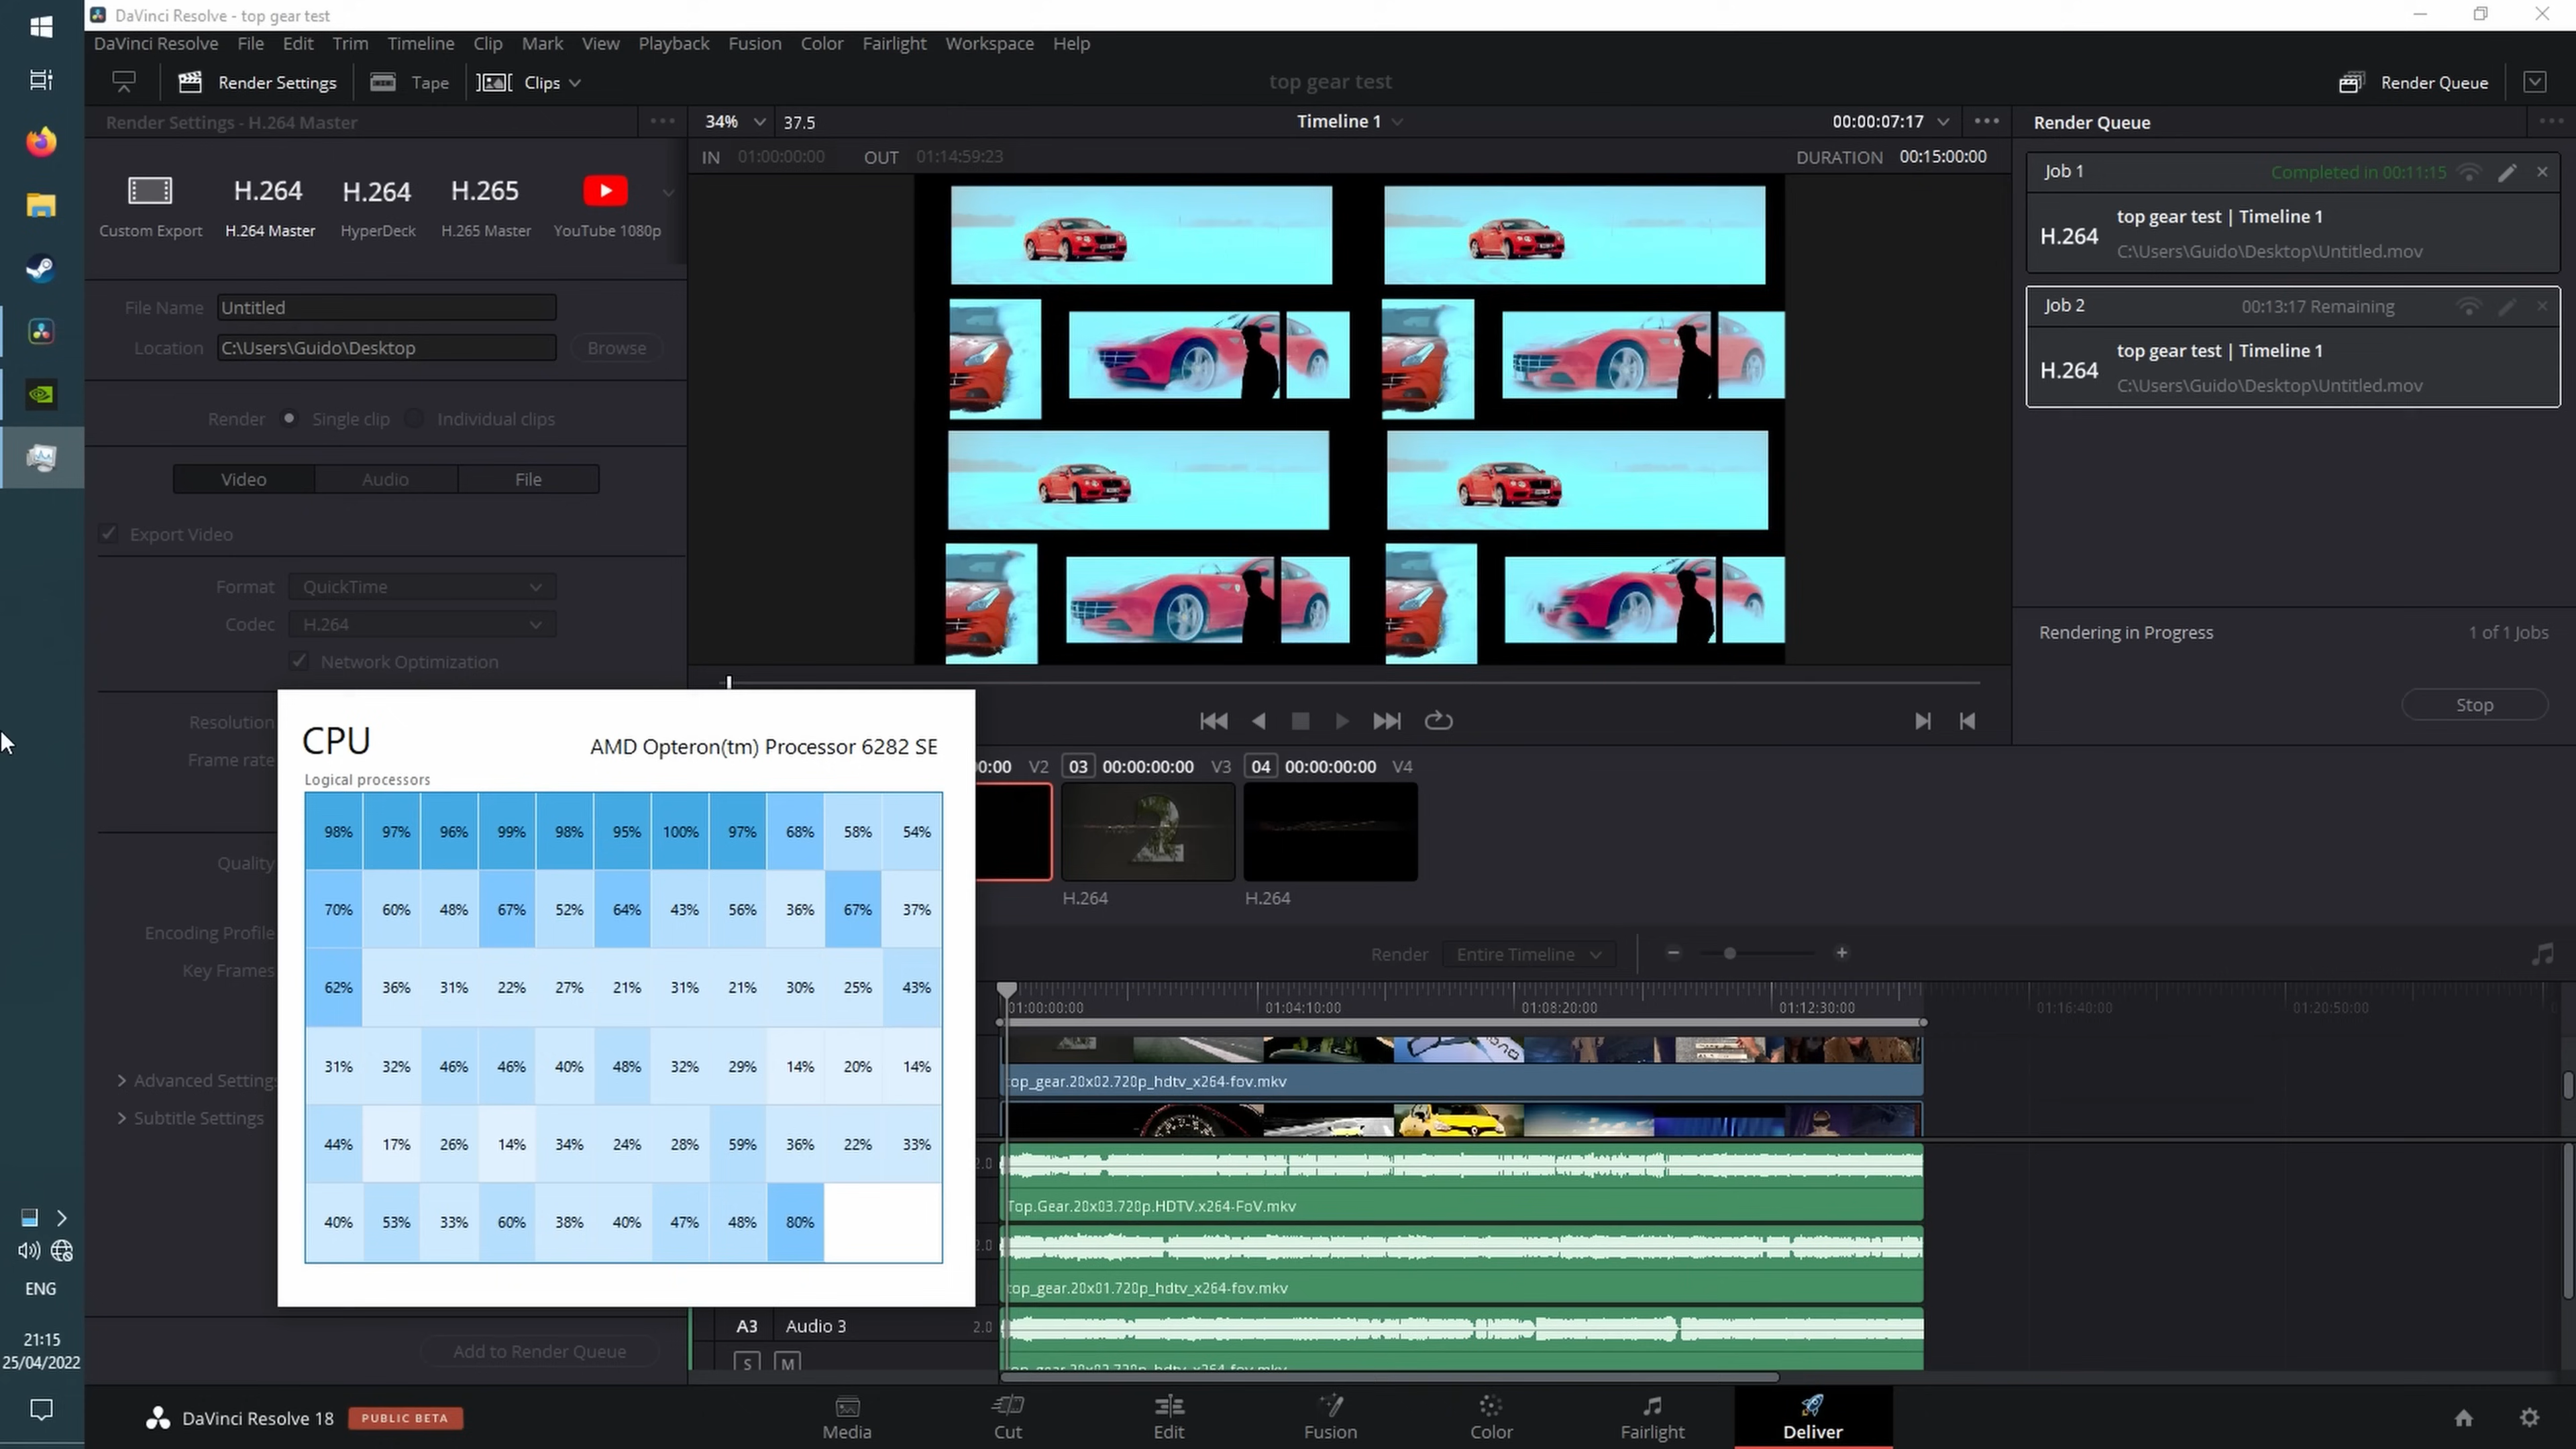 DaVinci Resolve - top gear test
DaVinci Resolve File Edit Trim Timeline Clip Mark View Playback Fusion Color Fairlight Workspace Help
Render Settings Tape Clips top gear test Render Queue
Render Settings - H.264 Master
34% 37.5 Timeline 1 00:00:07:17
Render Queue
IN 01:00:00:00 OUT 01:14:59:23 DURATION 00:15:00:00
H.264 H.264 H.265
Custom Export H.264 Master HyperDeck H.265 Master YouTube 1080p
Job 1 Completed in 00:11:15
top gear test | Timeline 1
H.264
C:\Users\Guido\Desktop\Untitled.mov
Job 2 00:13:17 Remaining
top gear test | Timeline 1
H.264
C:\Users\Guido\Desktop\Untitled.mov
File Name Untitled
Location C:\Users\Guido\Desktop Browse
Render Single clip Individual clips
Video Audio File
Export Video
Format QuickTime
Codec H.264
Network Optimization
Rendering in Progress 1 of 1 Jobs
Stop
Resolution
Frame rate
Quality
Encoding Profile
Key Frames
Advanced Settings
Subtitle Settings
Add to Render Queue
CPU AMD Opteron(tm) Processor 6282 SE
Logical processors
98% 97% 96% 99% 98% 95% 100% 97% 68% 58% 54%
70% 60% 48% 67% 52% 64% 43% 56% 36% 67% 37%
62% 36% 31% 22% 27% 21% 31% 21% 30% 25% 43%
31% 32% 46% 46% 40% 48% 32% 29% 14% 20% 14%
44% 17% 26% 14% 34% 24% 28% 59% 36% 22% 33%
40% 53% 33% 60% 38% 40% 47% 48% 80%
00:00 V2 03 00:00:00:00 V3 04 00:00:00:00 V4
2
H.264 H.264
Render Entire Timeline
01:00:00:00 01:04:10:00 01:08:20:00 01:12:30:00 01:16:40:00 01:20:50:00
top_gear.20x02.720p_hdtv_x264-fov.mkv
2.0
Top.Gear.20x03.720p.HDTV.x264-FoV.mkv
2.0
top_gear.20x01.720p_hdtv_x264-fov.mkv
A3 Audio 3 2.0
S M
top_gear.20x02.720p_hdtv_x264-fov.mkv
ENG
21:15
25/04/2022
DaVinci Resolve 18 PUBLIC BETA
Media Cut Edit Fusion Color Fairlight Deliver